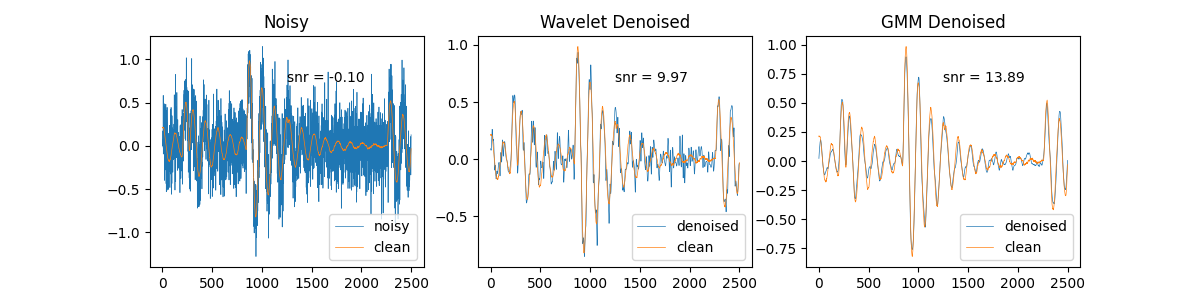 Noisy
1.0
0.5
0.0
−0.5
−1.0
snr = -0.10
noisy
clean
0 500 1000 1500 2000 2500
Wavelet Denoised
1.0
0.5
0.0
−0.5
snr = 9.97
denoised
clean
0 500 1000 1500 2000 2500
GMM Denoised
1.00
0.75
0.50
0.25
0.00
−0.25
−0.50
−0.75
snr = 13.89
denoised
clean
0 500 1000 1500 2000 2500